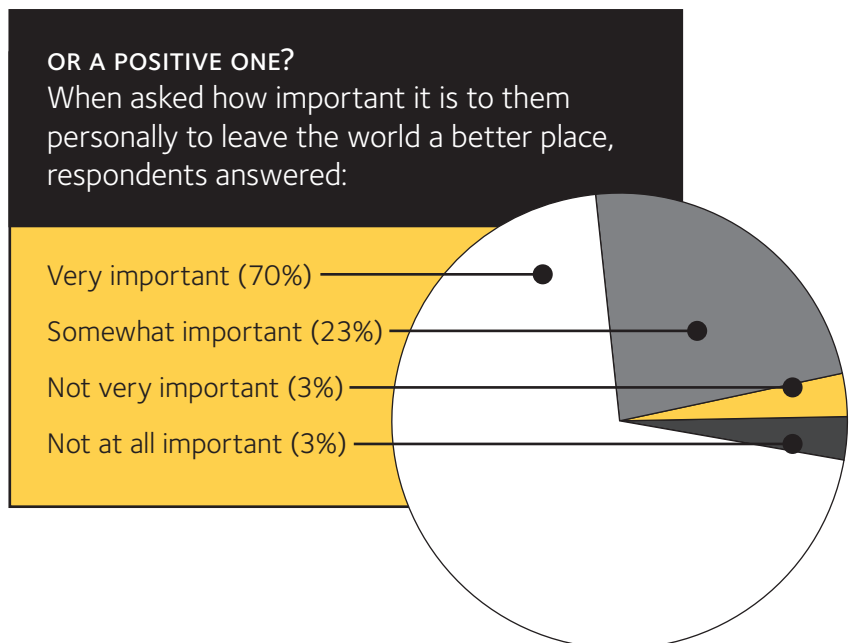 OR A POSITIVE ONE?
When asked how important it is to them
personally to leave the world a better place,
respondents answered:
Very important (70%)
Somewhat important (23%)
Not very important (3%)
Not at all important (3%)